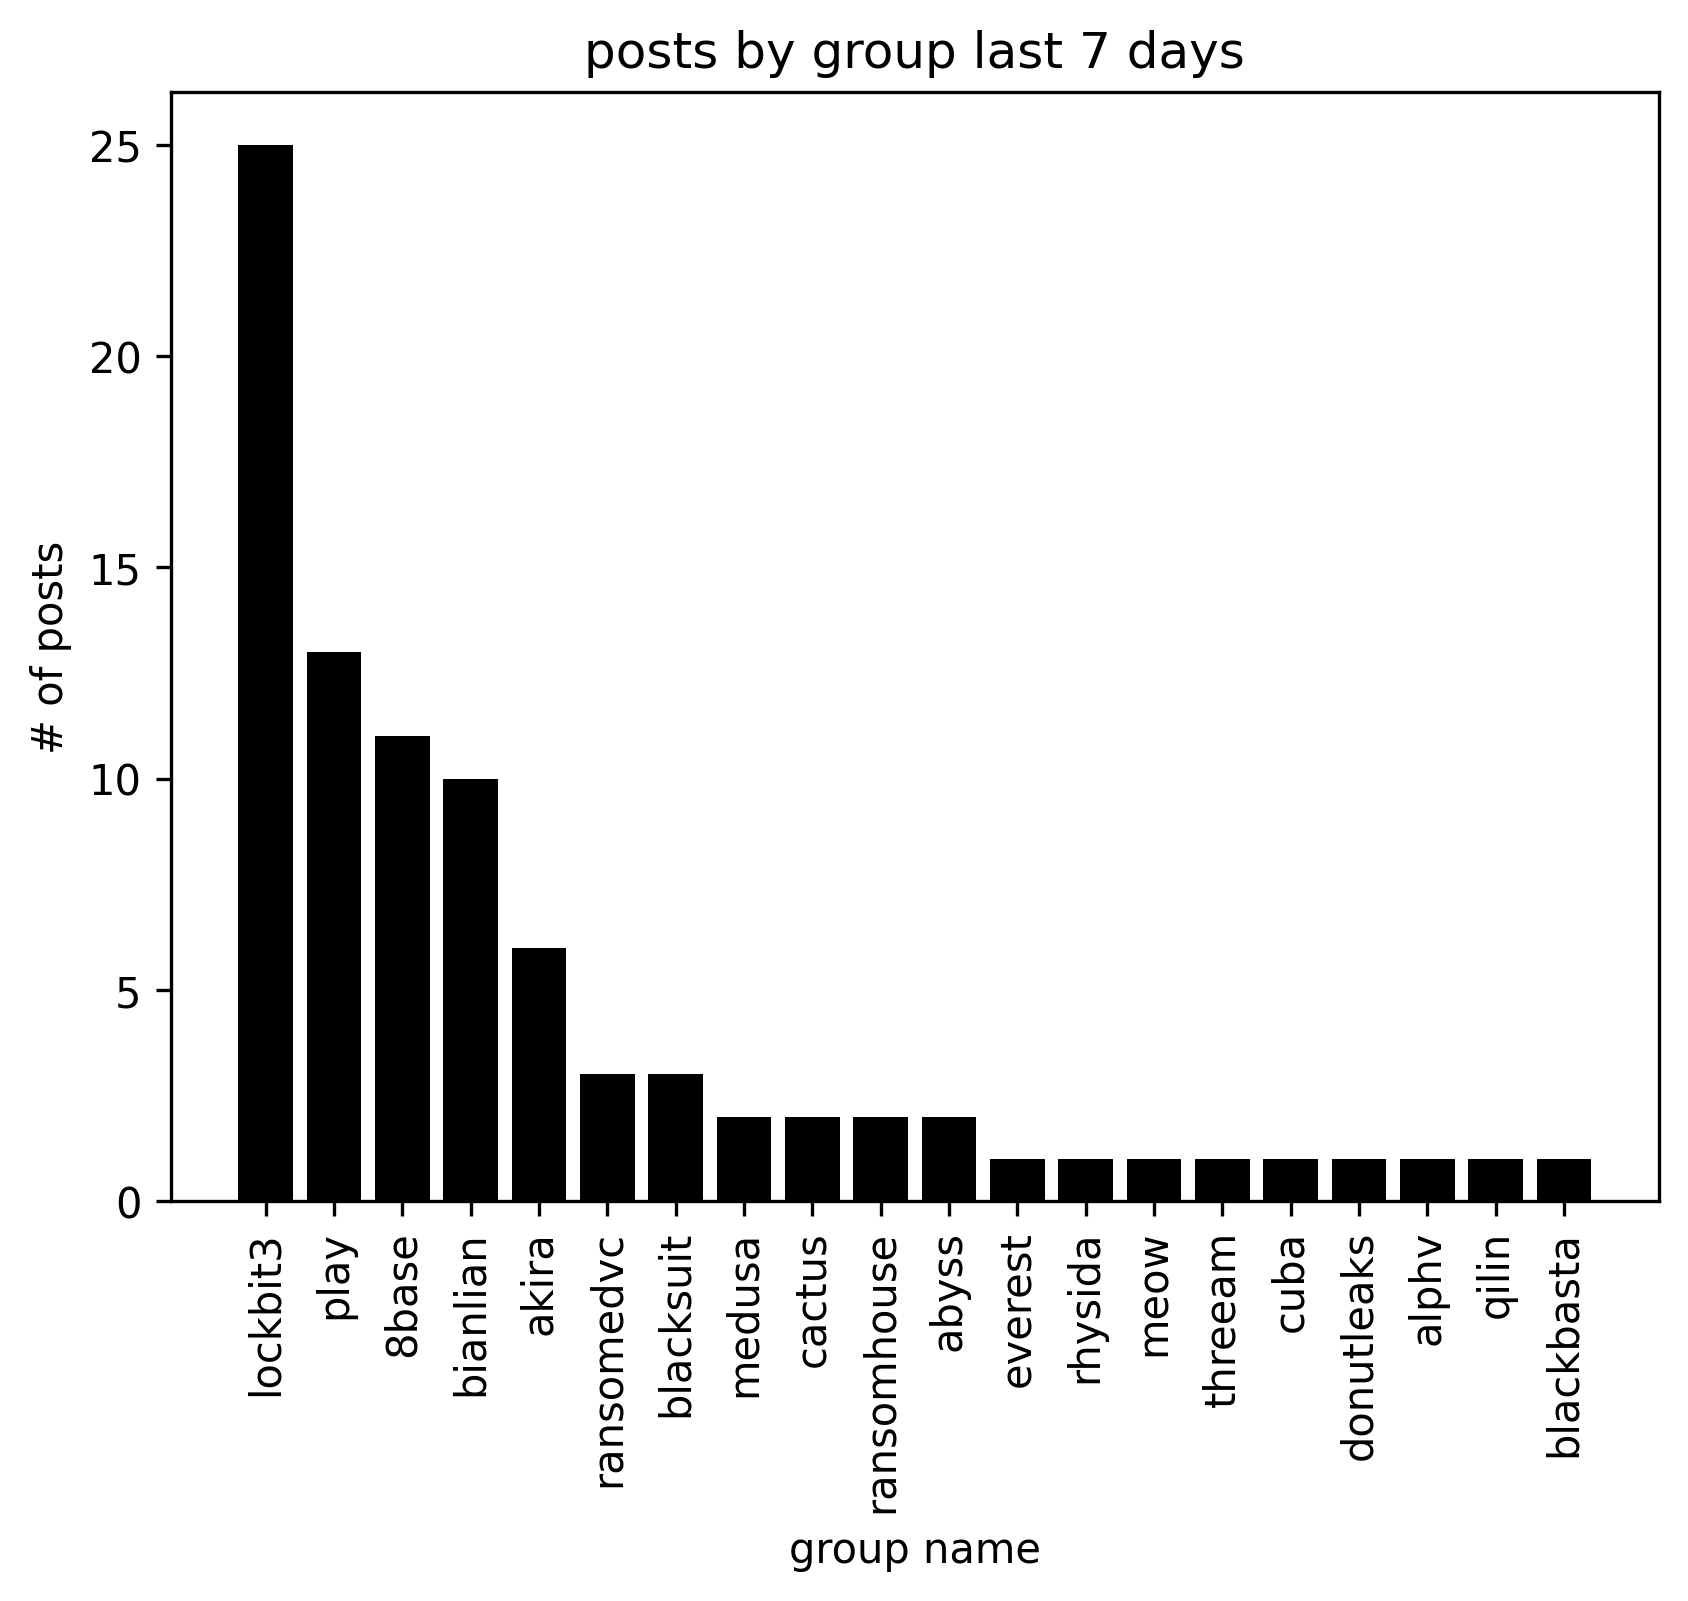 posts by group last 7 days
25
20
15
10
5
0
# of posts
lockbit3
play
8base
bianlian
akira
ransomedvc
blacksuit
medusa
cactus
ransomhouse
abyss
everest
rhysida
meow
threeam
cuba
donutleaks
alphv
qilin
blackbasta
group name